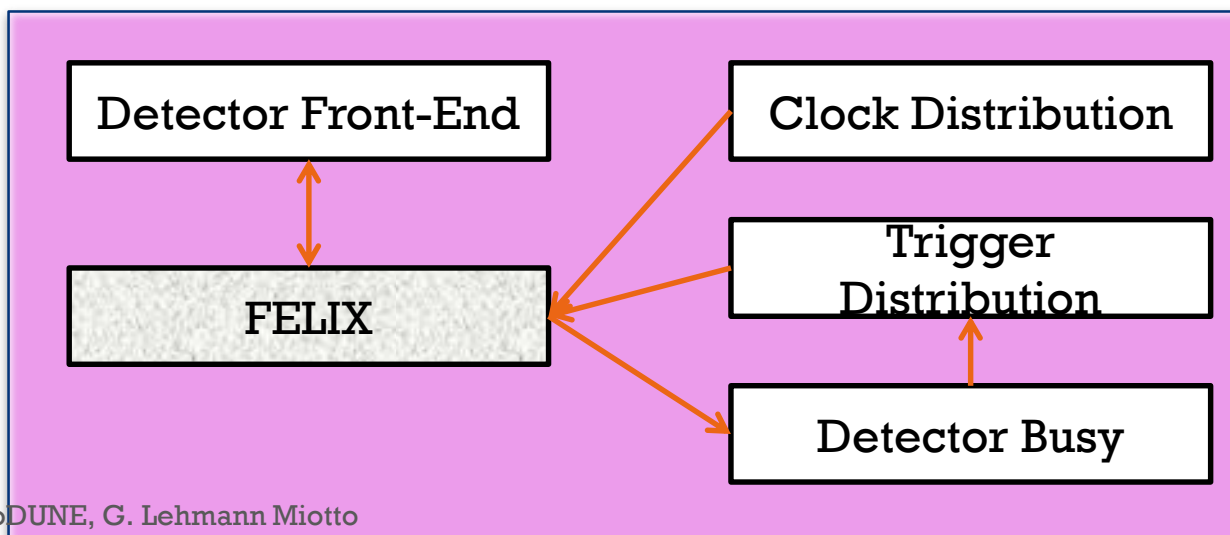 Detector Front-End
Clock Distribution
Trigger
Distribution
FELIX
Detector Busy
DUNE, G. Lehmann Miotto